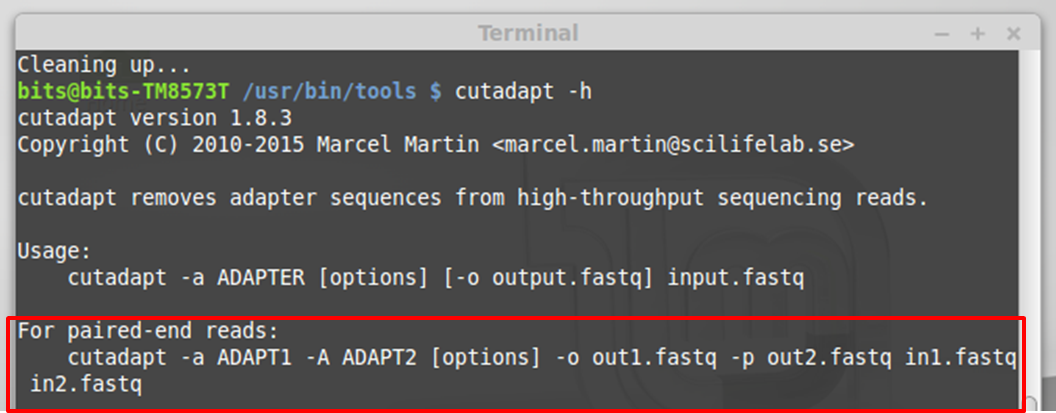 Terminal
Cleaning up...
bits@bits-TM8573T /usr/bin/tools $ cutadapt -h
cutadapt version 1.8.3
Copyright (C) 2010-2015 Marcel Martin <marcel.martin@scilifelab.se>
cutadapt removes adapter sequences from high-throughput sequencing reads.
Usage:
cutadapt -a ADAPTER [options] [-o output.fastq] input.fastq
For paired-end reads:
cutadapt -a ADAPT1 -A ADAPT2 [options] -o out1.fastq -p out2.fastq in1.fastq
in2.fastq